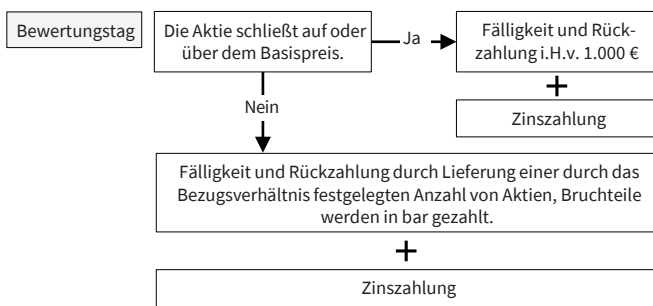 Bewertungstag
Die Aktie schließt auf oder
über dem Basispreis.
Ja
Fälligkeit und Rück-
zahlung i.H.v. 1.000 €
+
Zinszahlung
Nein
Fälligkeit und Rückzahlung durch Lieferung einer durch das
Bezugsverhältnis festgelegten Anzahl von Aktien, Bruchteile
werden in bar gezahlt.
+
Zinszahlung